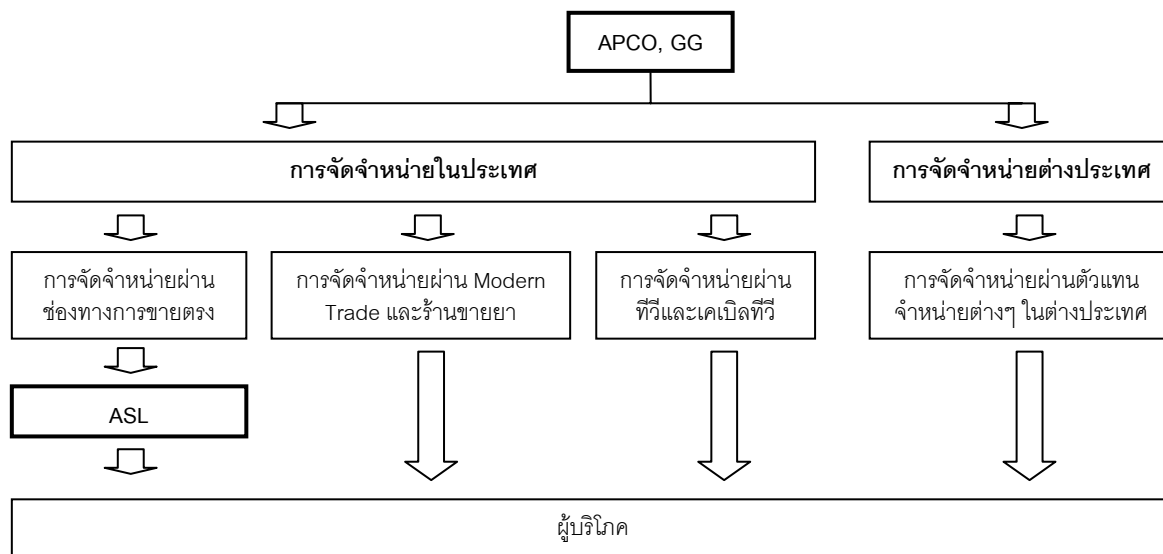 APCO, GG
การจัดจำหน่ายในประเทศ
การจัดจำหน่ายต่างประเทศ
การจัดจำหน่ายผ่าน
ช่องทางการขายตรง
การจัดจำหน่ายผ่าน Modern
Trade และร้านขายยา
การจัดจำหน่ายผ่าน
ทีวีและเคเบิลทีวี
การจัดจำหน่ายผ่านตัวแทน
จำหน่ายต่างๆ ในต่างประเทศ
ASL
ผู้บริโภค